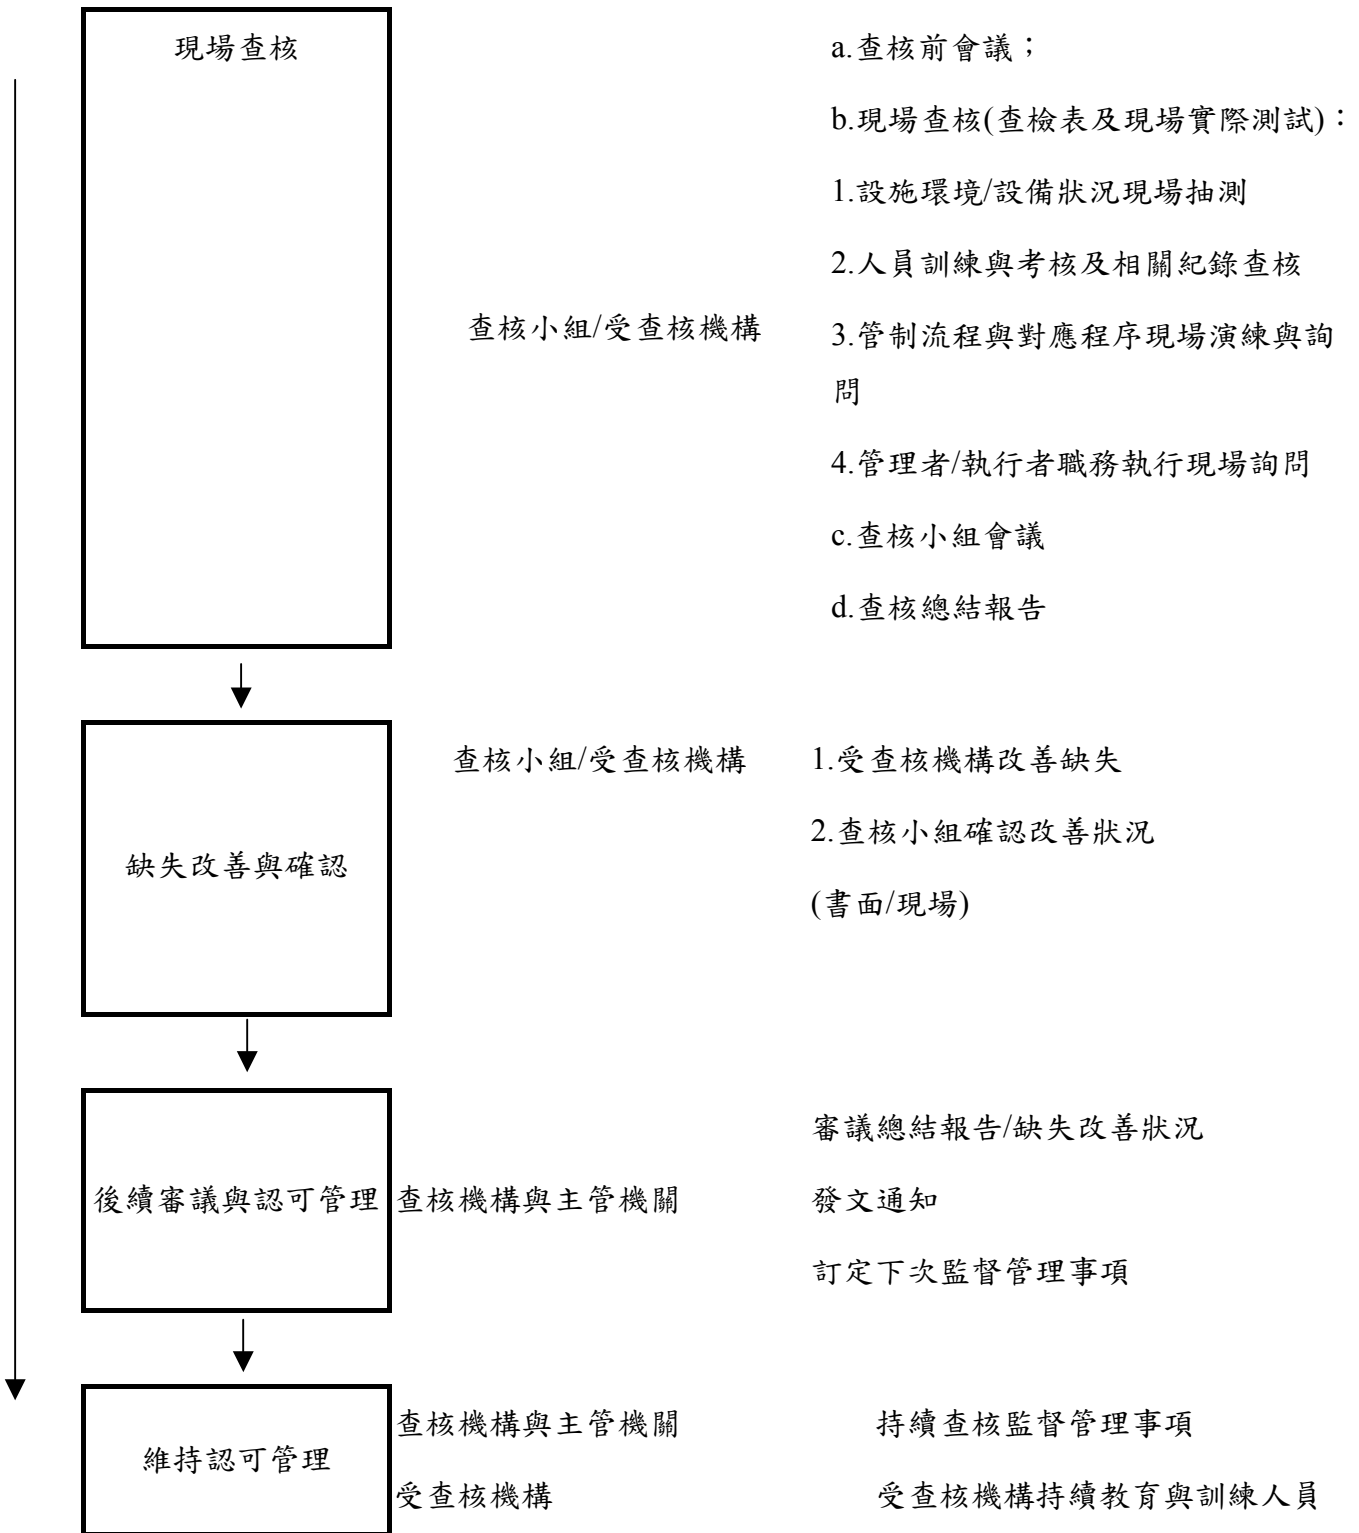 現場查核
a.查核前會議；
b.現場查核(查檢表及現場實際測試)：
1.設施環境/設備狀況現場抽測
2.人員訓練與考核及相關紀錄查核
查核小組/受查核機構
3.管制流程與對應程序現場演練與詢
問
4.管理者/執行者職務執行現場詢問
c.查核小組會議
d.查核總結報告
缺失改善與確認
查核小組/受查核機構
1.受查核機構改善缺失
2.查核小組確認改善狀況
(書面/現場)
後續審議與認可管理
查核機構與主管機關
審議總結報告/缺失改善狀況
發文通知
訂定下次監督管理事項
維持認可管理
查核機構與主管機關
受查核機構
持續查核監督管理事項
受查核機構持續教育與訓練人員